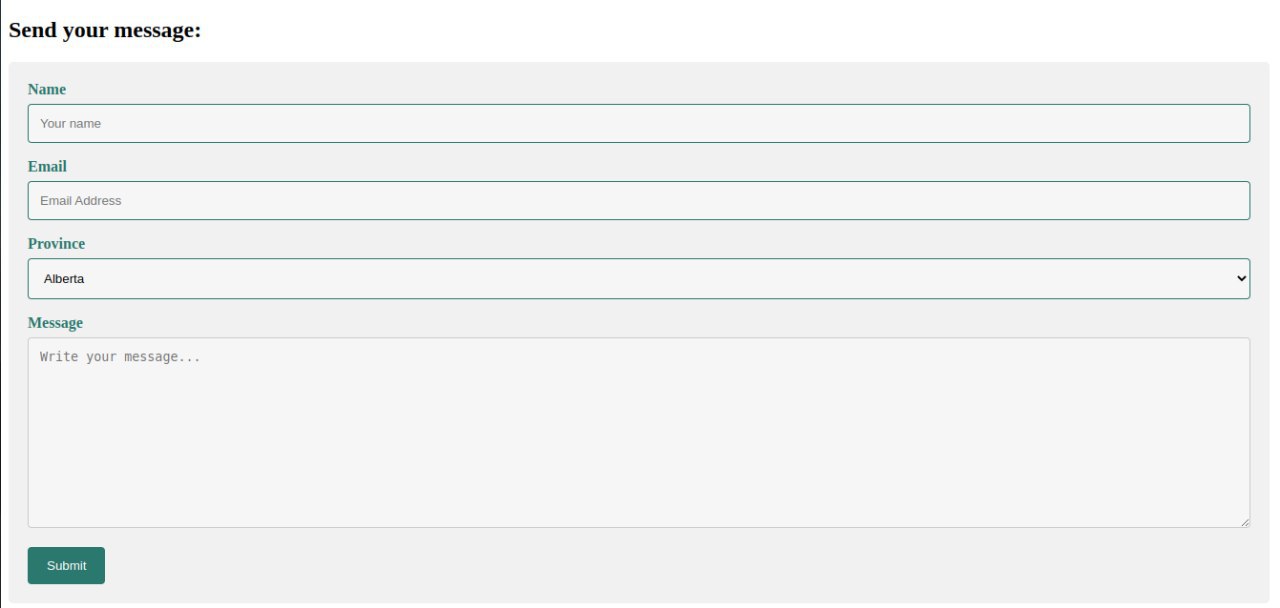 Send your message:
Name
Your name
Email
Email Address
Province
Alberta
Message
Write your message...
Submit